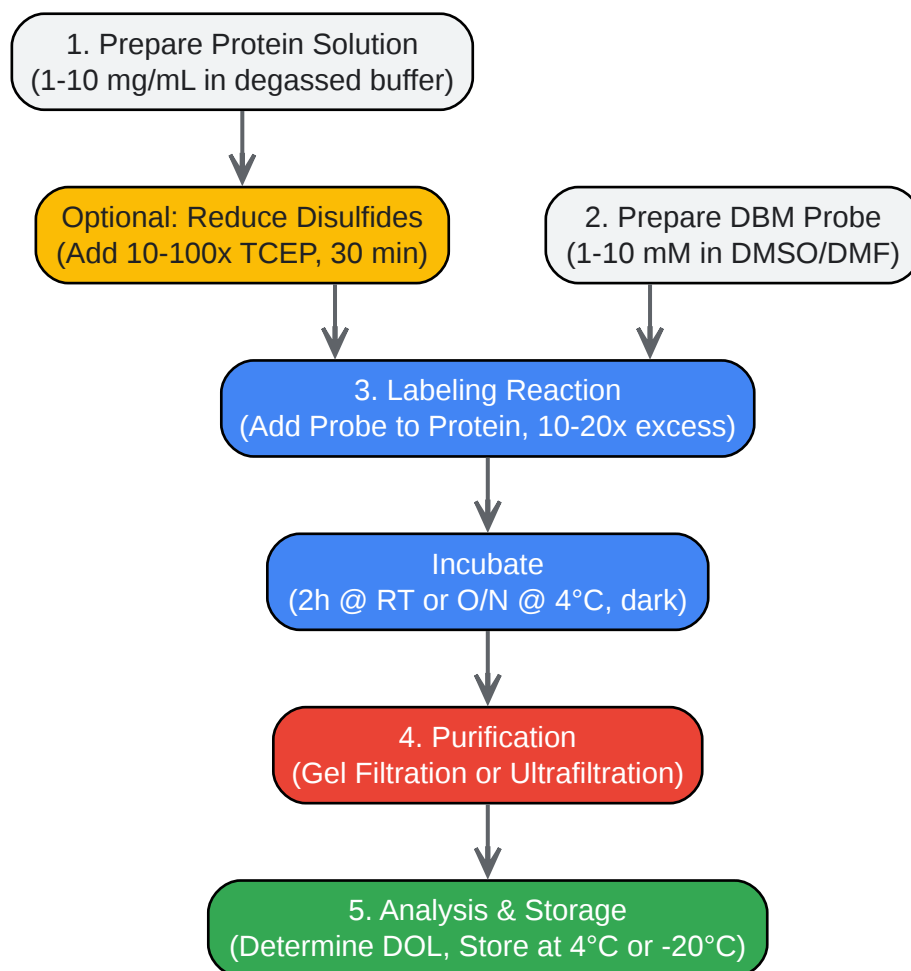 1. Prepare Protein Solution
(1-10 mg/mL in degassed buffer)
Optional: Reduce Disulfides
(Add 10-100x TCEP, 30 min)
2. Prepare DBM Probe
(1-10 mM in DMSO/DMF)
3. Labeling Reaction
(Add Probe to Protein, 10-20x excess)
Incubate
(2h @ RT or O/N @ 4°C, dark)
4. Purification
(Gel Filtration or Ultrafiltration)
5. Analysis & Storage
(Determine DOL, Store at 4°C or -20°C)